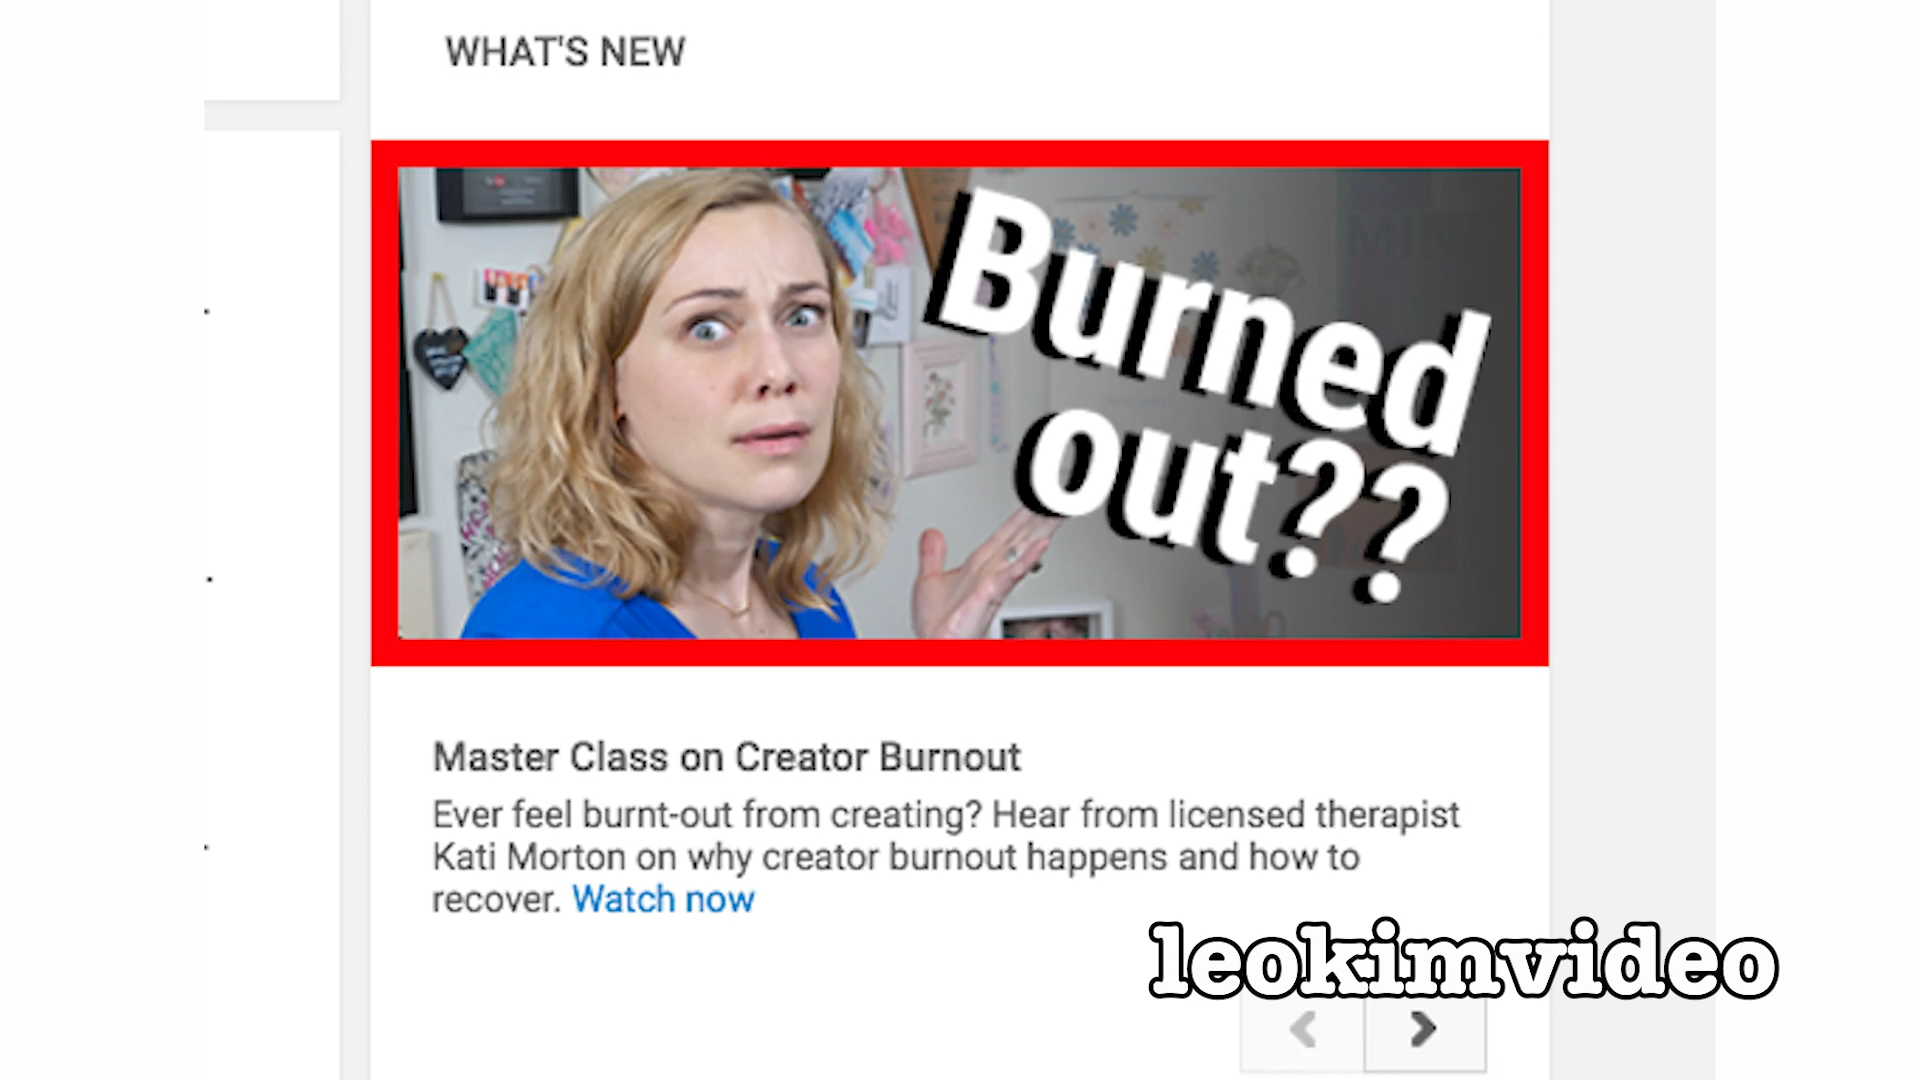 WHAT'S NEW
Burned
out??
Master Class on Creator Burnout
Ever feel burnt-out from creating? Hear from licensed therapist
Kati Morton on why creator burnout happens and how to
recover. Watch now
leokimvideo